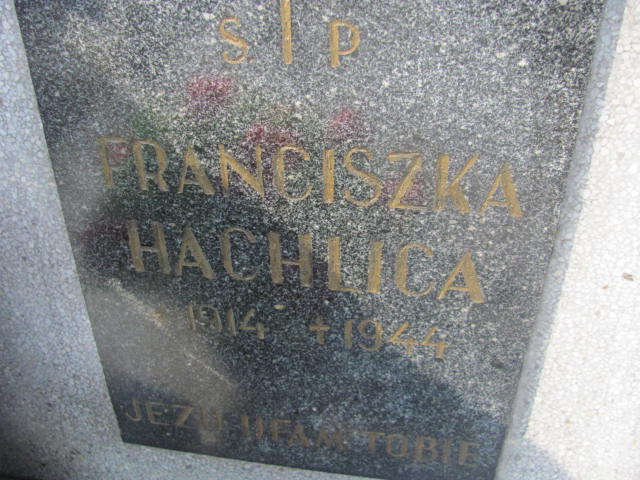 S P
FRANCISZKA
HACHLICA
* 1914 + 1944
JEZU UFAM TOBIE